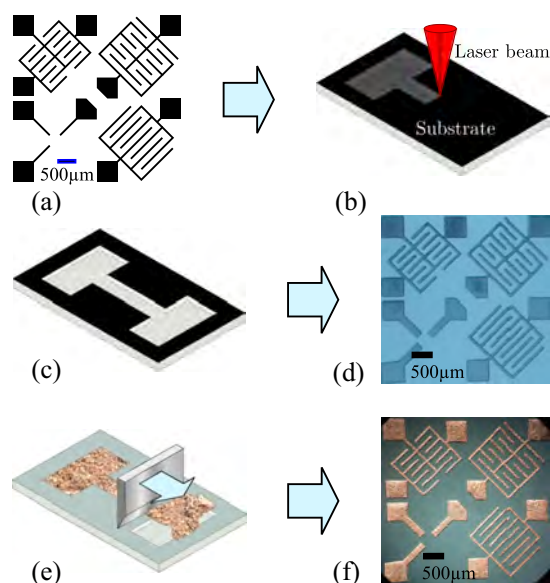 500µm
(a)
Laser beam
Substrate
(b)
(c)
500µm
(d)
(e)
500µm
(f)